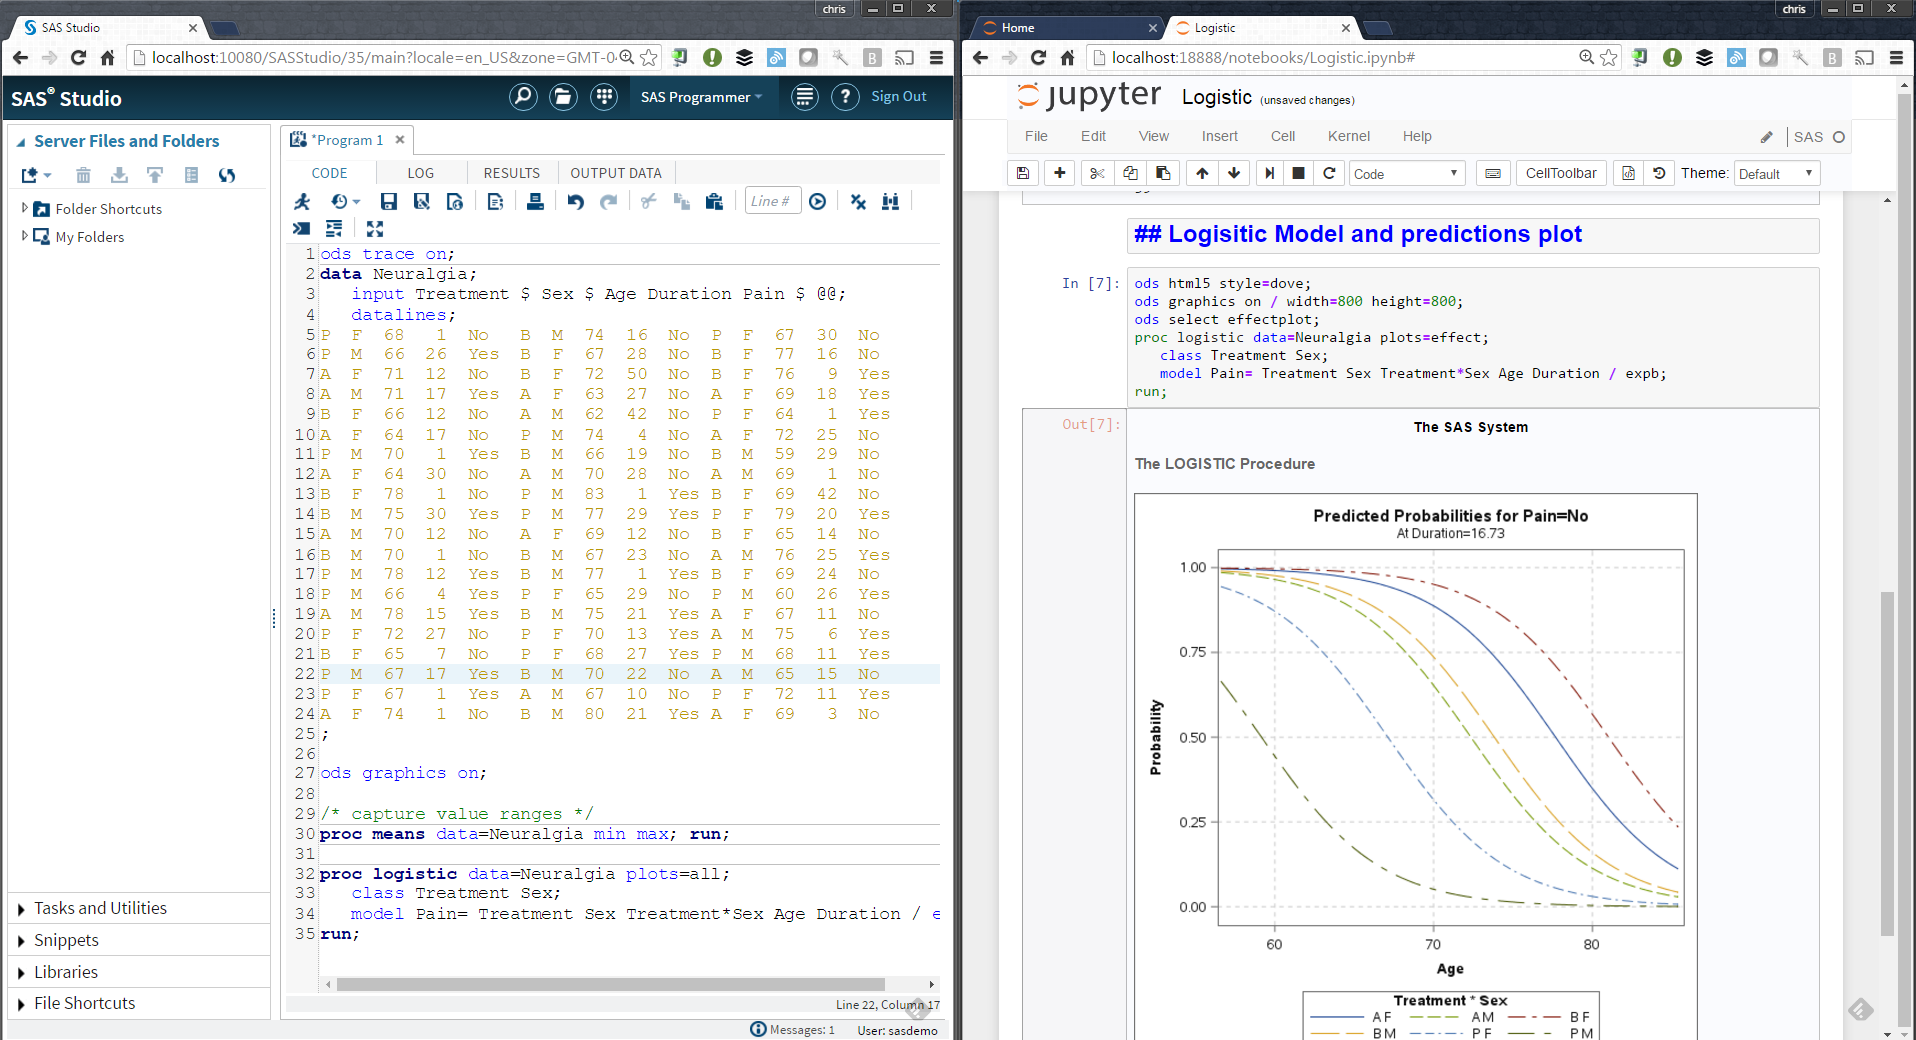 chris
SAS Studio
localhost:10080/SASStudio/35/main?locale=en_US&zone=GMT-0
SAS® Studio
SAS Programmer
Sign Out
Server Files and Folders
Folder Shortcuts
My Folders
Tasks and Utilities
Snippets
Libraries
File Shortcuts
*Program 1
CODE LOG RESULTS OUTPUT DATA
Line #
1 ods trace on;
2 data Neuralgia;
3 input Treatment $ Sex $ Age Duration Pain $ @@;
4 datalines;
5 P F 68 1 No B M 74 16 No P F 67 30 No
6 P M 66 26 Yes B F 67 28 No B F 77 16 No
7 A F 71 12 No B F 72 50 No B F 76 9 Yes
8 A M 71 17 Yes A F 63 27 No A F 69 18 Yes
9 B F 66 12 No A M 62 42 No P F 64 1 Yes
10 A F 64 17 No P M 74 4 No A F 72 25 No
11 P M 70 1 Yes B M 66 19 No B M 59 29 No
12 A F 64 30 No A M 70 28 No A M 69 1 No
13 B F 78 1 No P M 83 1 Yes B F 69 42 No
14 B M 75 30 Yes P M 77 29 Yes P F 79 20 Yes
15 A M 70 12 No A F 69 12 No B F 65 14 No
16 B M 70 1 No B M 67 23 No A M 76 25 Yes
17 P M 78 12 Yes B M 77 1 Yes B F 69 24 No
18 P M 66 4 Yes P F 65 29 No P M 60 26 Yes
19 A M 78 15 Yes B M 75 21 Yes A F 67 11 No
20 P F 72 27 No P F 70 13 Yes A M 75 6 Yes
21 B F 65 7 No P F 68 27 Yes P M 68 11 Yes
22 P M 67 17 Yes B M 70 22 No A M 65 15 No
23 P F 67 1 Yes A M 67 10 No P F 72 11 Yes
24 A F 74 1 No B M 80 21 Yes A F 69 3 No
25 ;
26
27 ods graphics on;
28
29 /* capture value ranges */
30 proc means data=Neuralgia min max; run;
31
32 proc logistic data=Neuralgia plots=all;
33 class Treatment Sex;
34 model Pain= Treatment Sex Treatment*Sex Age Duration / e
35 run;
Line 22, Column 17
Messages: 1 User: sasdemo
chris
Home
Logistic
localhost:18888/notebooks/Logistic.ipynb#
jupyter Logistic (unsaved changes)
File Edit View Insert Cell Kernel Help
SAS
Code
CellToolbar
Theme: Default
## Logisitic Model and predictions plot
In [7]:
ods html5 style=dove;
ods graphics on / width=800 height=800;
ods select effectplot;
proc logistic data=Neuralgia plots=effect;
class Treatment Sex;
model Pain= Treatment Sex Treatment*Sex Age Duration / expb;
run;
Out[7]:
The SAS System
The LOGISTIC Procedure
Predicted Probabilities for Pain=No
At Duration=16.73
1.00
0.75
0.50
0.25
0.00
Probability
60 70 80
Age
Treatment * Sex
A F A M B F
B M P F P M